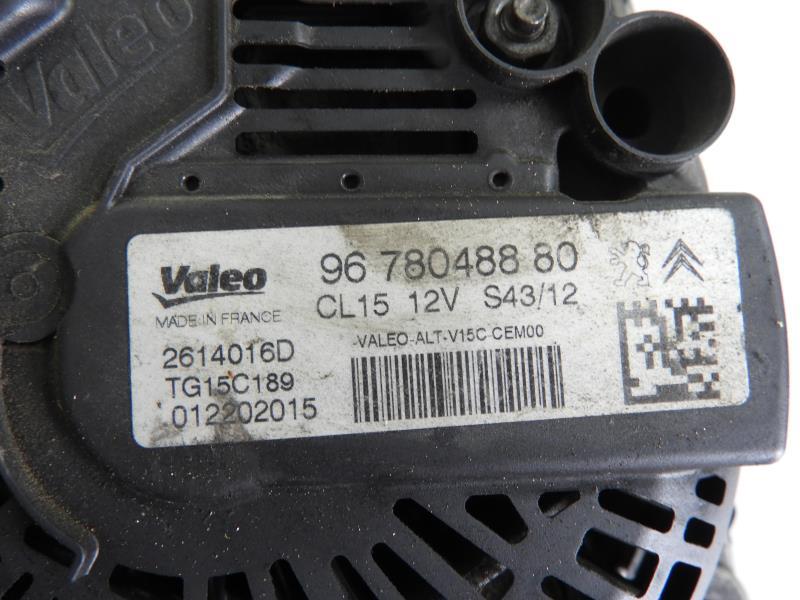 Valeo
Valeo
96 780488 80
MADE IN FRANCE
CL15 12V S43/12
2614016D
-VALEO-ALT-V15C-CEM00
TG15C189
012202015